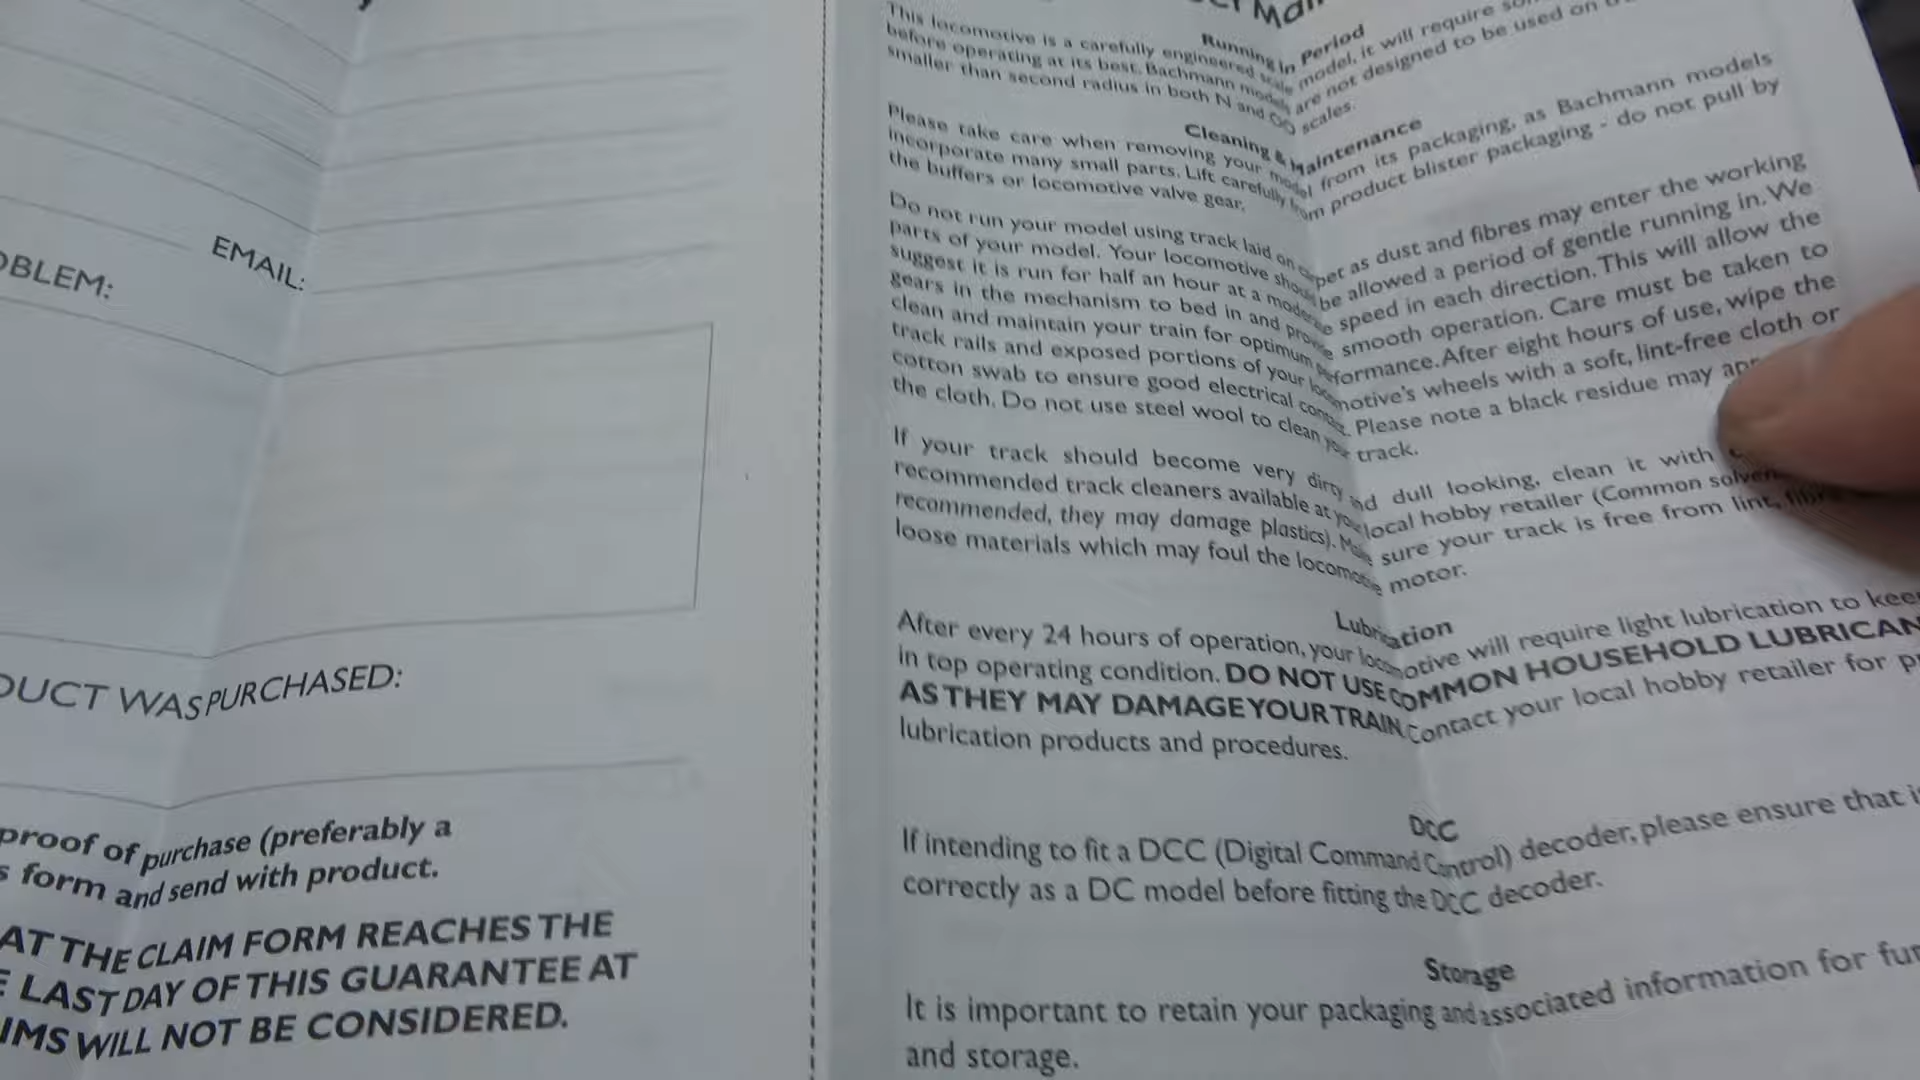 EMAIL:
OBLEM:
DUCT WAS PURCHASED:
proof of purchase (preferably a
s form and send with product.
AT THE CLAIM FORM REACHES THE
E LAST DAY OF THIS GUARANTEE AT
IMS WILL NOT BE CONSIDERED.
Running in Period
This locomotive is a carefully engineered scale model, it will require
before operating at its best. Bachmann models are not designed to be used on
smaller than second radius in both N and OO scales.
Cleaning & Maintenance
Please take care when removing your model from its packaging, as Bachmann models
incorporate many small parts. Lift carefully from product blister packaging - do not pull by
the buffers or locomotive valve gear.
Do not run your model using track laid on carpet as dust and fibres may enter the working
parts of your model. Your locomotive should be allowed a period of gentle running in. We
suggest it is run for half an hour at a moderate speed in each direction. This will allow the
gears in the mechanism to bed in and provide smooth operation. Care must be taken to
clean and maintain your train for optimum performance. After eight hours of use, wipe the
track rails and exposed portions of your locomotive's wheels with a soft, lint-free cloth or
cotton swab to ensure good electrical contact. Please note a black residue may
the cloth. Do not use steel wool to clean your track.
If your track should become very dirty and dull looking, clean it with
recommended track cleaners available at your local hobby retailer (Common
recommended, they may damage plastics). Make sure your track is free from lint,
loose materials which may foul the locomotive motor.
Lubrication
After every 24 hours of operation, your locomotive will require light lubrication to keep
in top operating condition. DO NOT USE COMMON HOUSEHOLD LUBRICAN
AS THEY MAY DAMAGE YOUR TRAIN. Contact your local hobby retailer for
lubrication products and procedures.
DCC
If intending to fit a DCC (Digital Command Control) decoder, please ensure that
correctly as a DC model before fitting the DCC decoder.
Storage
It is important to retain your packaging and associated information for
and storage.